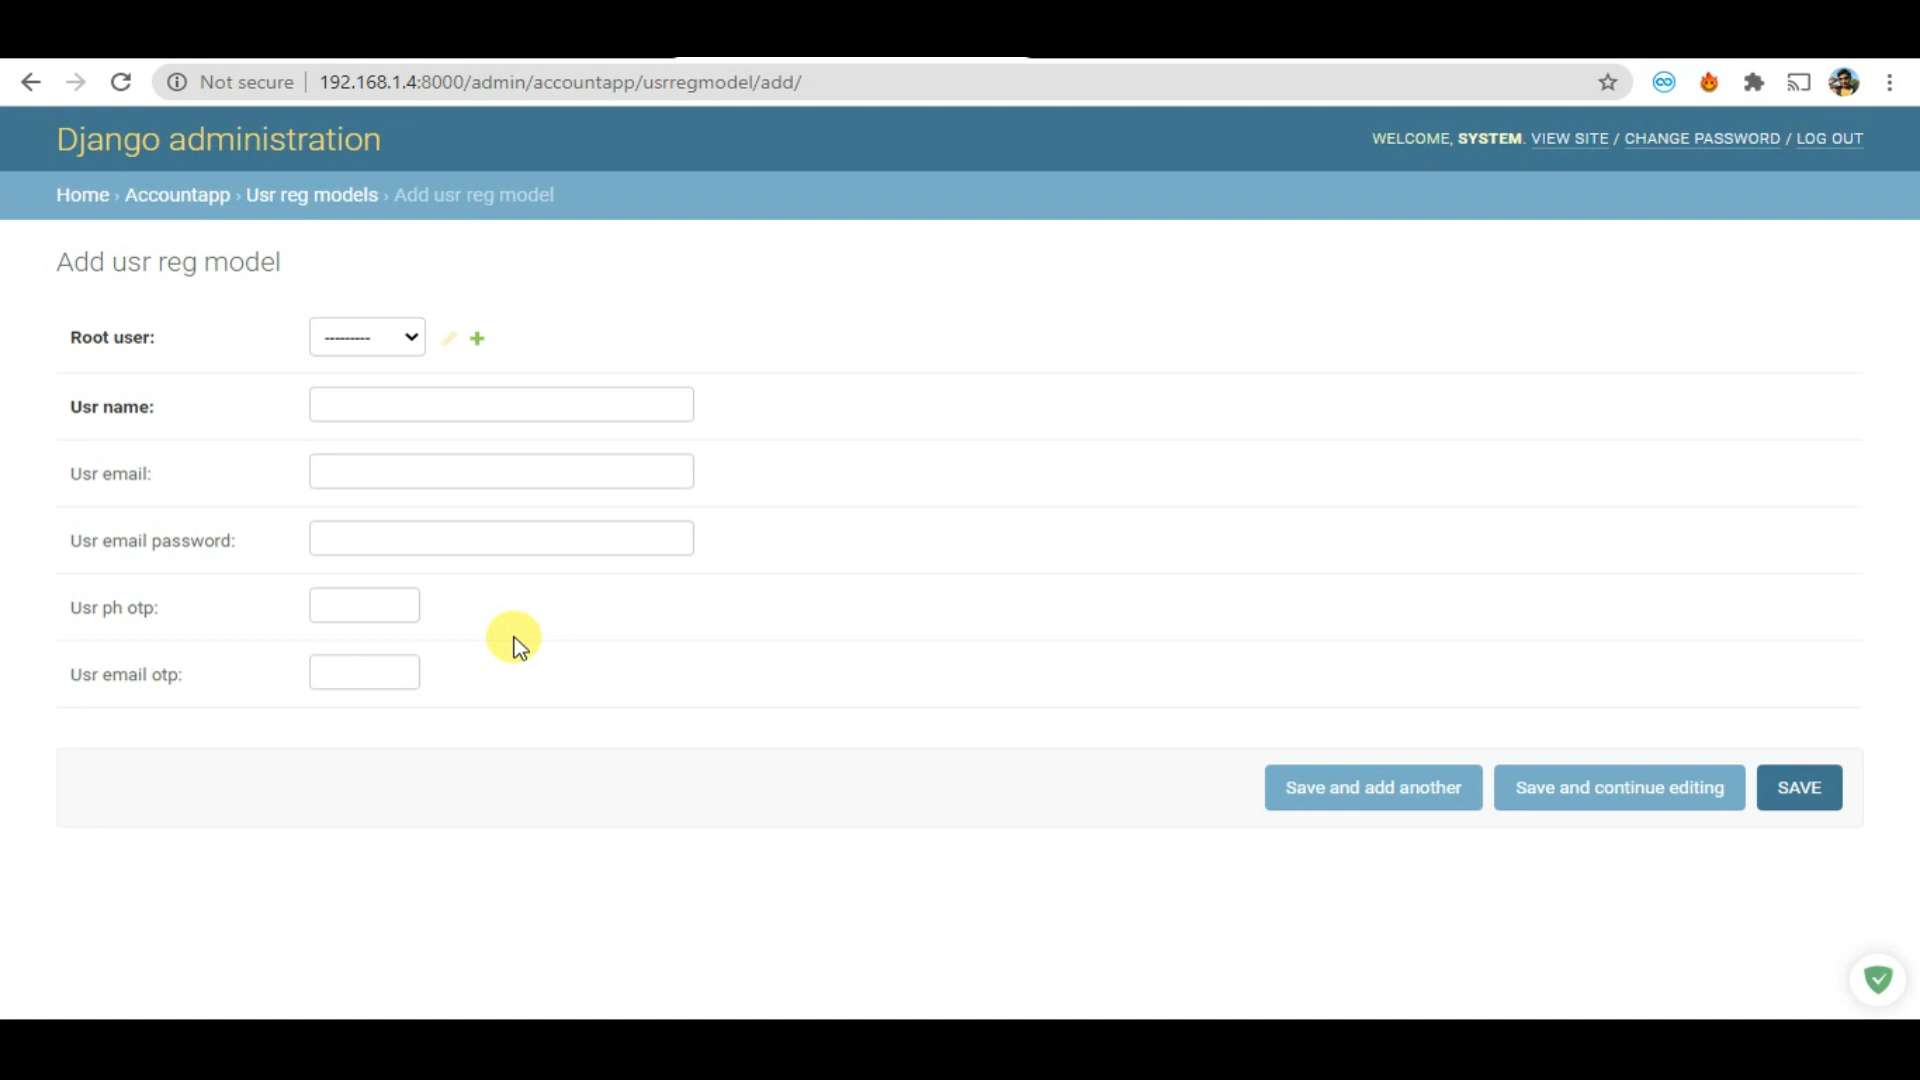 Not secure | 192.168.1.4:8000/admin/accountapp/usrregmodel/add/
Django administration
WELCOME, SYSTEM. VIEW SITE / CHANGE PASSWORD / LOG OUT
Home › Accountapp › Usr reg models › Add usr reg model
Add usr reg model
Root user: ---------
Usr name:
Usr email:
Usr email password:
Usr ph otp:
Usr email otp:
Save and add another Save and continue editing SAVE